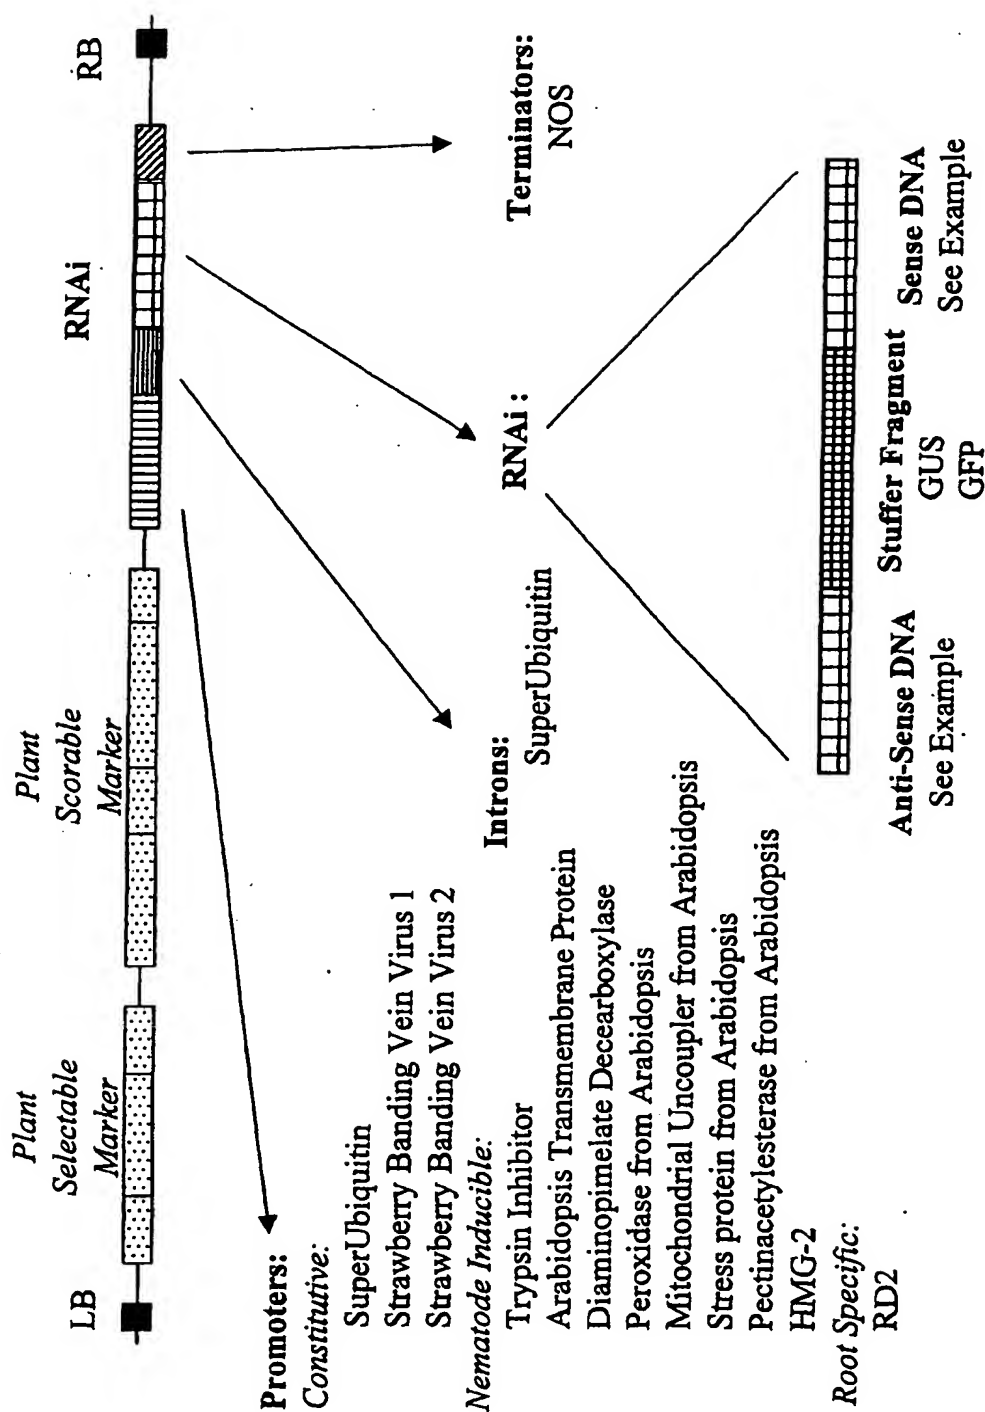 LB
Plant
Selectable
Marker
Plant
Scorable
Marker
RNAi
RB
Promoters:
Constitutive:
SuperUbiquitin
Strawberry Banding Vein Virus 1
Strawberry Banding Vein Virus 2
Nematode Inducible:
Trypsin Inhibitor
Arabidopsis Transmembrane Protein
Diaminopimelate Decearboxylase
Peroxidase from Arabidopsis
Mitochondrial Uncoupler from Arabidopsis
Stress protein from Arabidopsis
Pectinacetylesterase from Arabidopsis
HMG-2
Root Specific:
RD2
Introns:
SuperUbiquitin
RNAi :
Terminators:
NOS
Anti-Sense DNA
See Example
Stuffer Fragment
GUS
GFP
Sense DNA
See Example